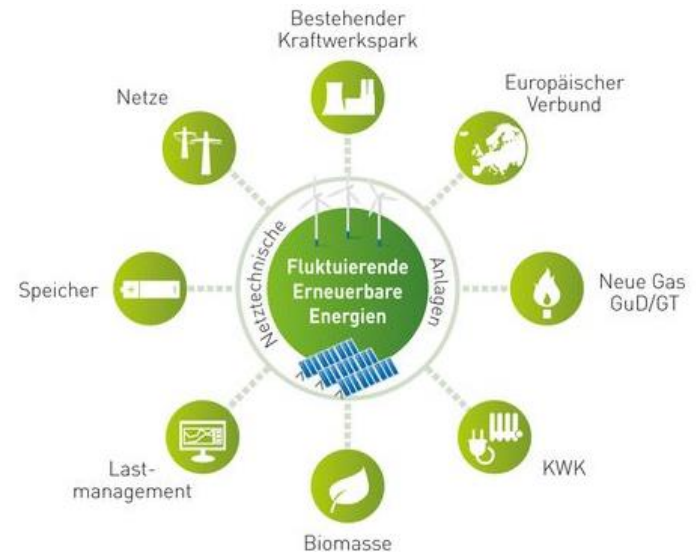 Bestehender
Kraftwerkspark
Europäischer
Verbund
Netze
Netztechnische
Anlagen
Fluktuierende
Erneuerbare
Energien
Speicher
Neue Gas
GuD/GT
Last-
management
KWK
Biomasse